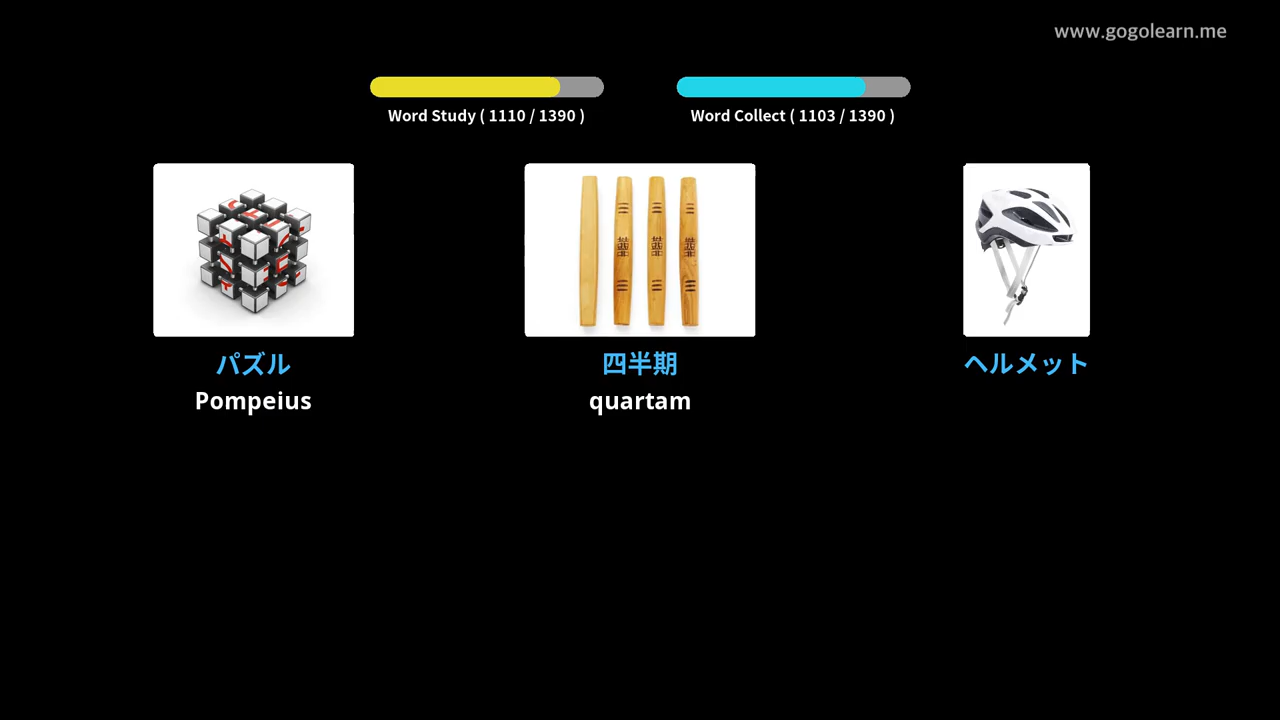 www.gogolearn.me
Word Study ( 1110 / 1390 )
Word Collect ( 1103 / 1390 )
パズル
四半期
ヘルメット
Pompeius
quartam